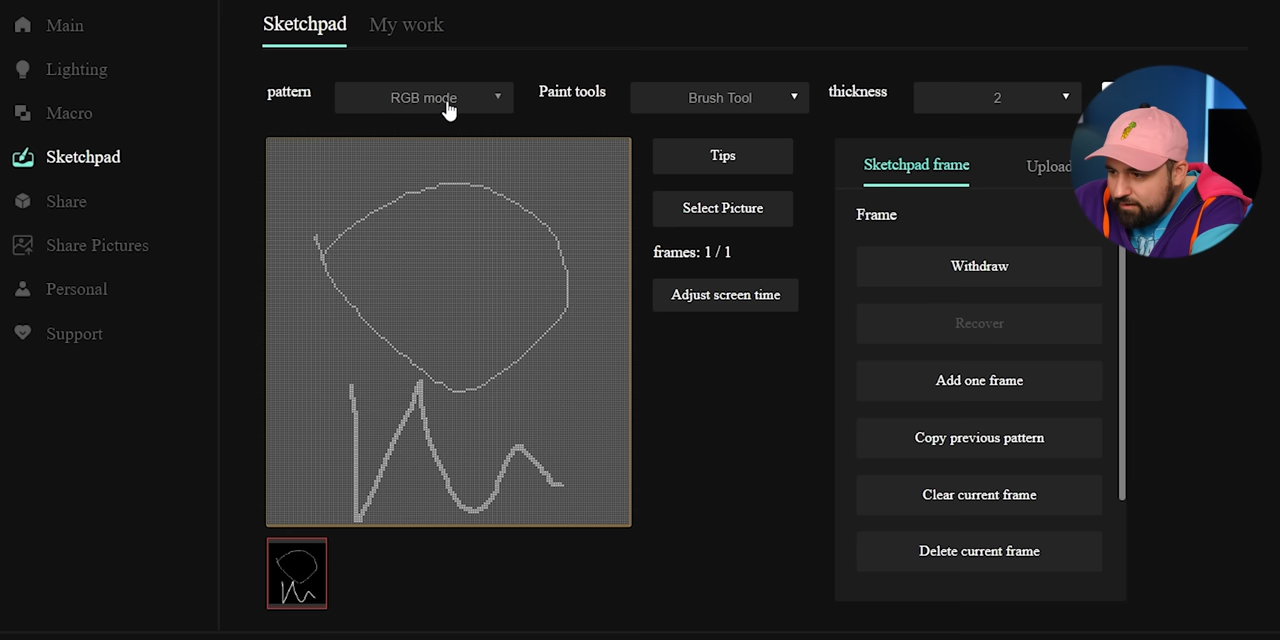 Main
Lighting
Macro
Sketchpad
Share
Share Pictures
Personal
Support
Sketchpad My work
pattern RGB mode Paint tools Brush Tool thickness 2
Tips
Select Picture
frames: 1 / 1
Adjust screen time
Sketchpad frame Upload
Frame
Withdraw
Recover
Add one frame
Copy previous pattern
Clear current frame
Delete current frame